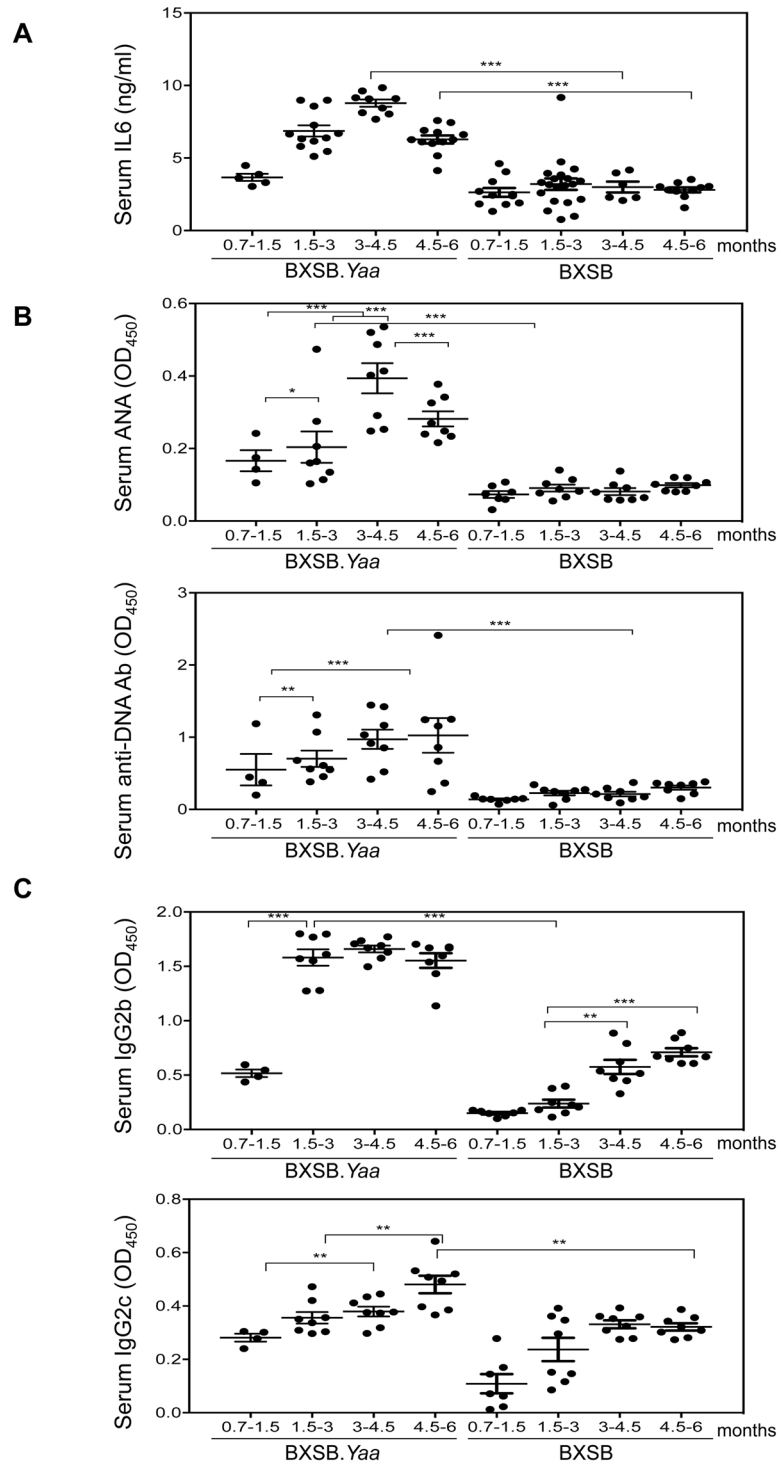 A
Serum IL6 (ng/ml)
15
10
5
0
***
***
0.7-1.5 1.5-3 3-4.5 4.5-6 0.7-1.5 1.5-3 3-4.5 4.5-6 months
BXSB.Yaa BXSB
B
Serum ANA (OD450)
0.6
0.4
0.2
0.0
*** *** ***
***
*
0.7-1.5 1.5-3 3-4.5 4.5-6 0.7-1.5 1.5-3 3-4.5 4.5-6 months
BXSB.Yaa BXSB
Serum anti-DNA Ab (OD450)
3
2
1
0
***
***
**
0.7-1.5 1.5-3 3-4.5 4.5-6 0.7-1.5 1.5-3 3-4.5 4.5-6 months
BXSB.Yaa BXSB
C
Serum IgG2b (OD450)
2.0
1.5
1.0
0.5
0.0
*** ***
***
**
0.7-1.5 1.5-3 3-4.5 4.5-6 0.7-1.5 1.5-3 3-4.5 4.5-6 months
BXSB.Yaa BXSB
Serum IgG2c (OD450)
0.8
0.6
0.4
0.2
0.0
**
** **
0.7-1.5 1.5-3 3-4.5 4.5-6 0.7-1.5 1.5-3 3-4.5 4.5-6 months
BXSB.Yaa BXSB